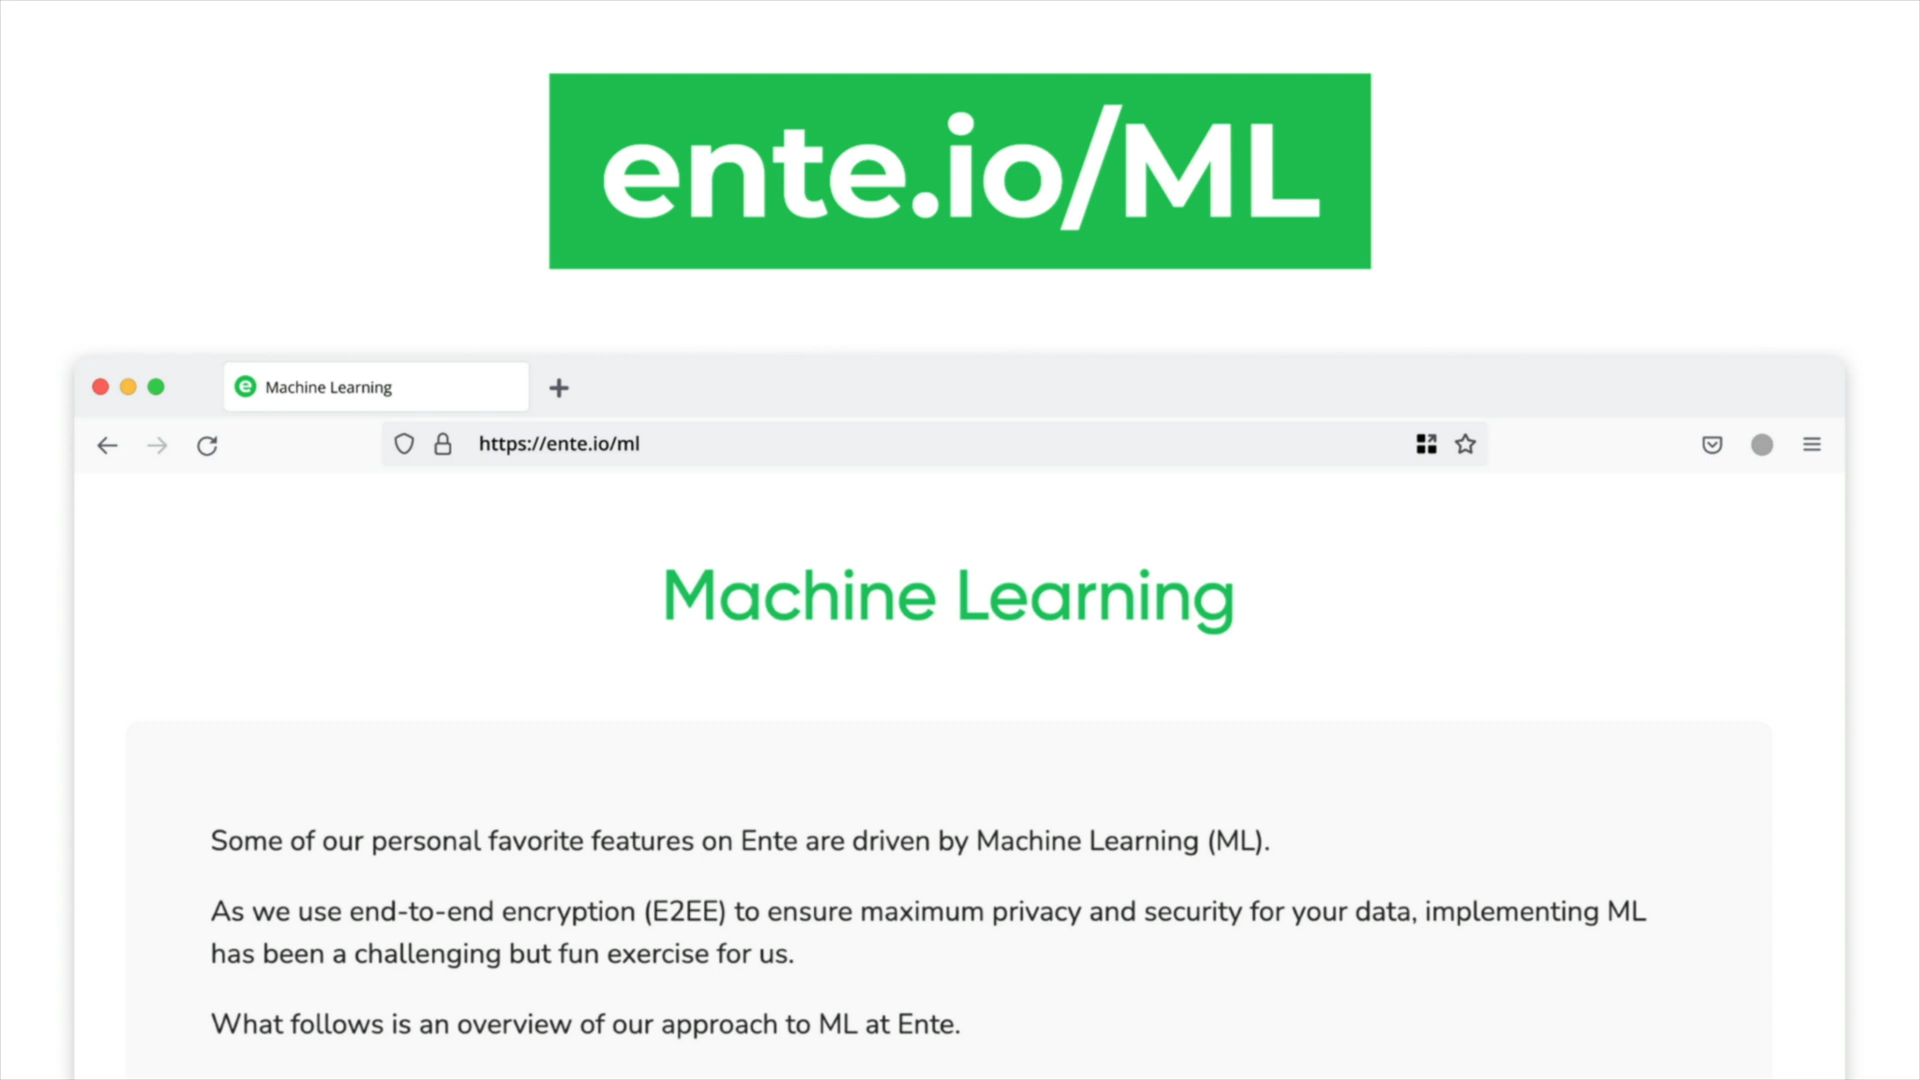 ente.io/ML
e Machine Learning
https://ente.io/ml
Machine Learning
Some of our personal favorite features on Ente are driven by Machine Learning (ML).
As we use end-to-end encryption (E2EE) to ensure maximum privacy and security for your data, implementing ML
has been a challenging but fun exercise for us.
What follows is an overview of our approach to ML at Ente.